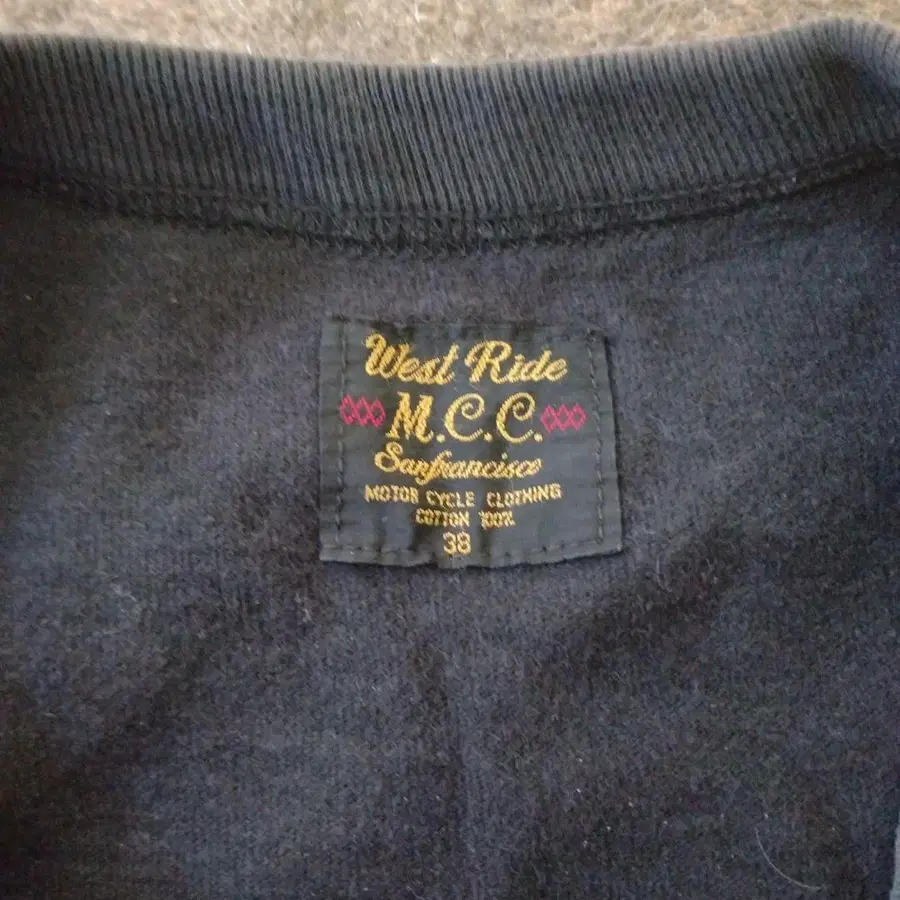 West Ride
M.C.C.
Sanfrancisco
MOTOR CYCLE CLOTHING
COTTON 100%
38